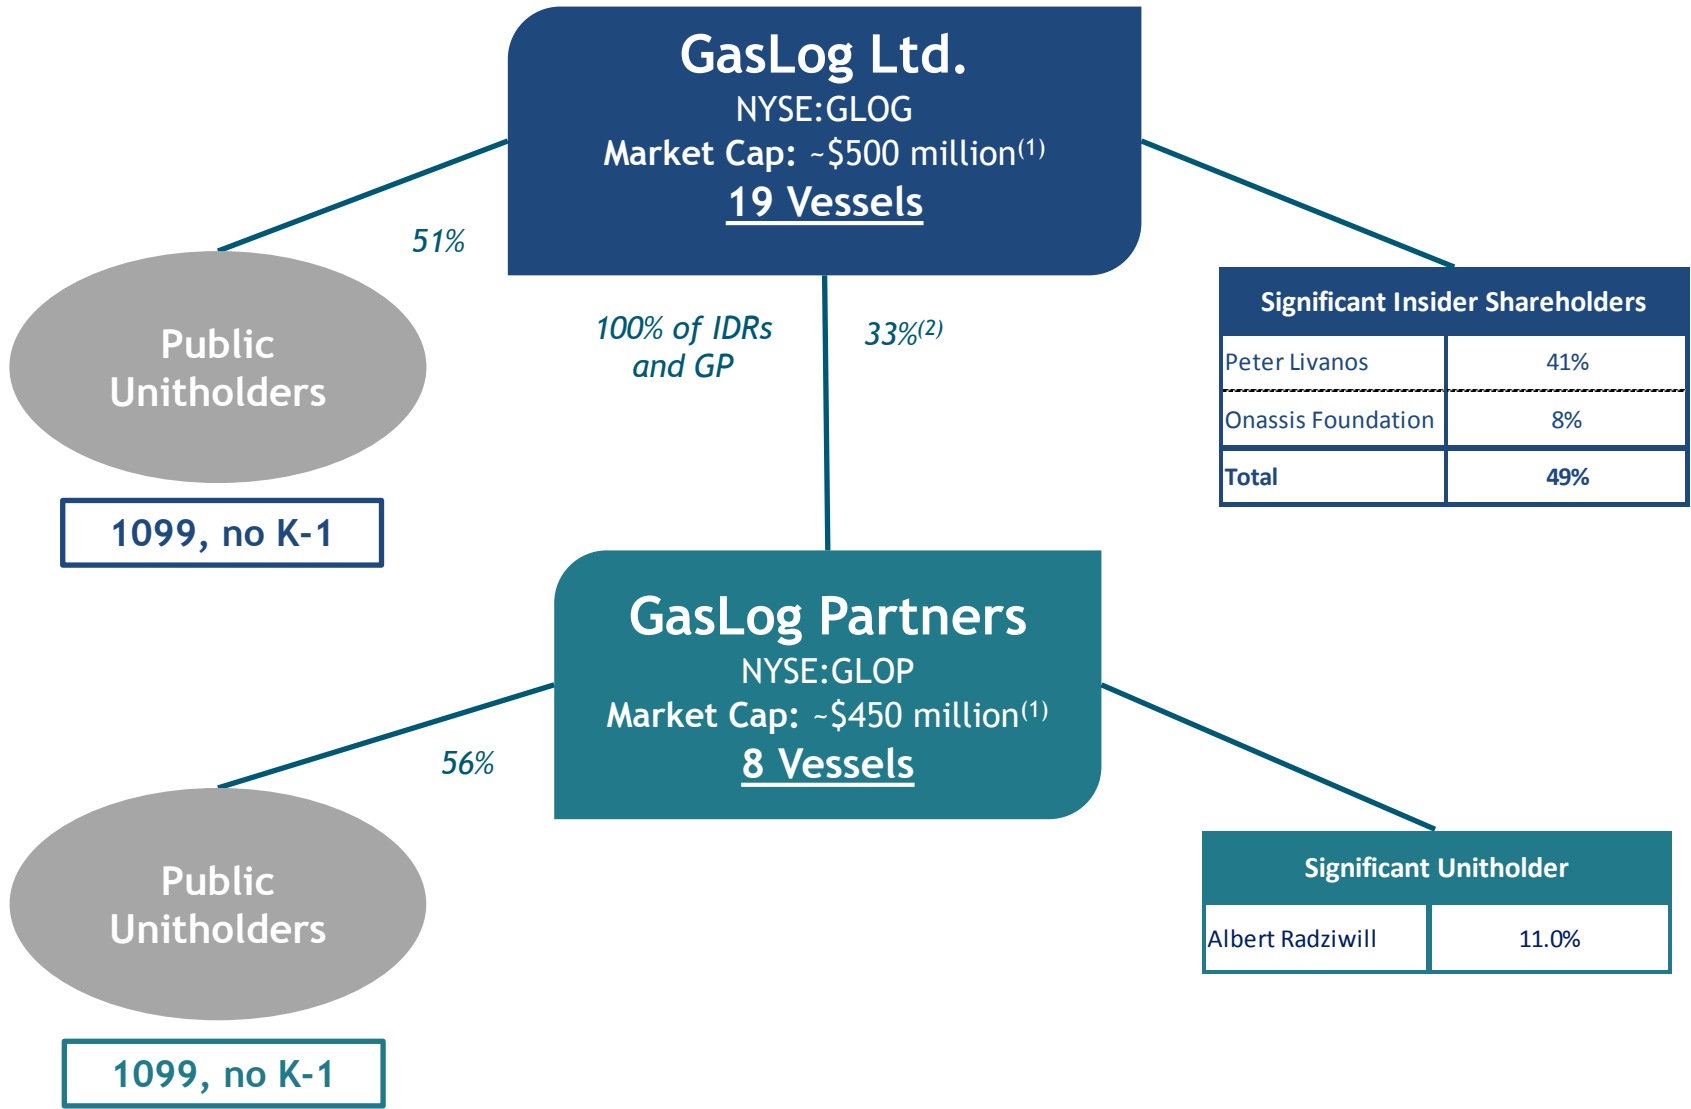 GasLog Ltd.
NYSE:GLOG
Market Cap: ~$500 million(1)
19 Vessels
51%
100% of IDRs
and GP
33%(2)
Public
Unitholders
1099, no K-1
Significant Insider Shareholders
Peter Livanos 41%
Onassis Foundation 8%
Total 49%
GasLog Partners
NYSE:GLOP
Market Cap: ~$450 million(1)
8 Vessels
56%
Public
Unitholders
1099, no K-1
Significant Unitholder
Albert Radziwill 11.0%